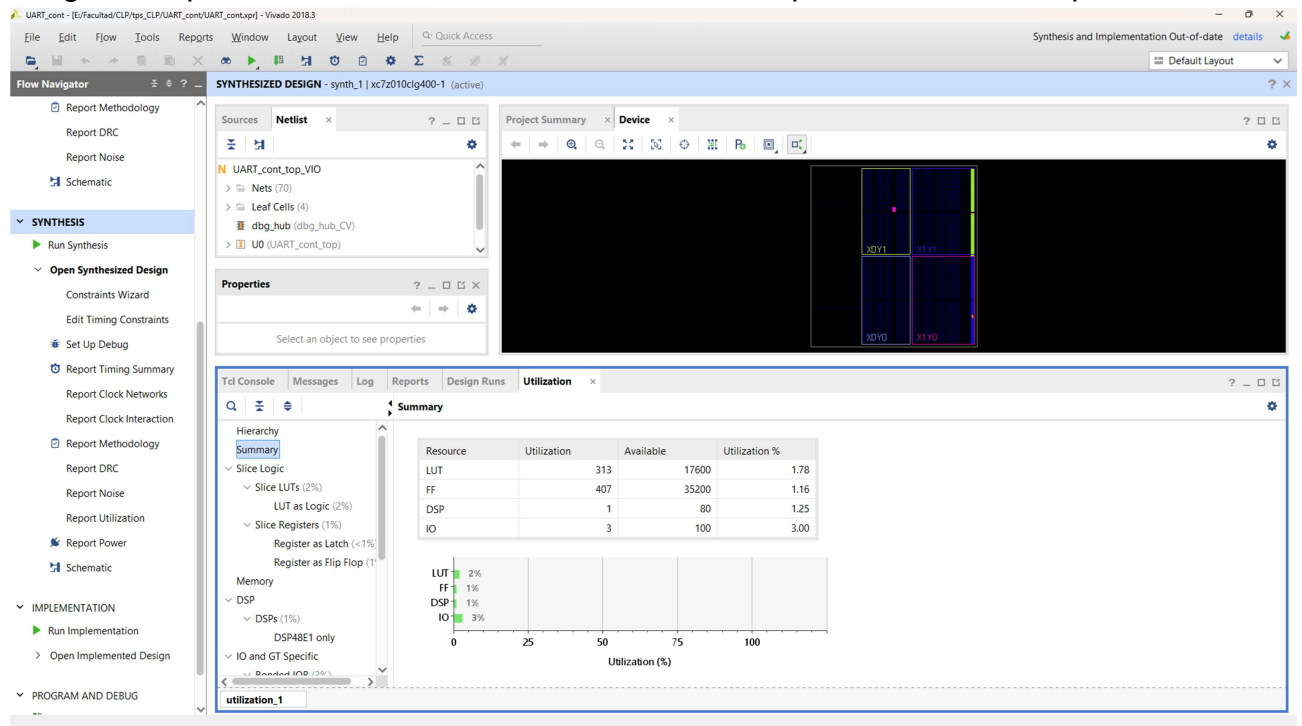 UART_cont - [E:/Facultad/CLP/tps_CLP/UART_cont/UART_cont.xpr] - Vivado 2018.3
File Edit Flow Tools Reports Window Layout View Help Quick Access
Synthesis and Implementation Out-of-date details
Default Layout
Flow Navigator
Report Methodology
Report DRC
Report Noise
Schematic
SYNTHESIS
Run Synthesis
Open Synthesized Design
Constraints Wizard
Edit Timing Constraints
Set Up Debug
Report Timing Summary
Report Clock Networks
Report Clock Interaction
Report Methodology
Report DRC
Report Noise
Report Utilization
Report Power
Schematic
IMPLEMENTATION
Run Implementation
Open Implemented Design
PROGRAM AND DEBUG
SYNTHESIZED DESIGN - synth_1 | xc7z010clg400-1 (active)
Sources Netlist
N UART_cont_top_VIO
Nets (70)
Leaf Cells (4)
dbg_hub (dbg_hub_CV)
U0 (UART_cont_top)
Properties
Select an object to see properties
Project Summary Device
X0Y1 X1Y1
X0Y0 X1Y0
Tcl Console Messages Log Reports Design Runs Utilization
Summary
Hierarchy
Summary
Slice Logic
Slice LUTs (2%)
LUT as Logic (2%)
Slice Registers (1%)
Register as Latch (<1%
Register as Flip Flop (1
Memory
DSP
DSPs (1%)
DSP48E1 only
IO and GT Specific
utilization_1
Resource Utilization Available Utilization %
LUT 313 17600 1.78
FF 407 35200 1.16
DSP 1 80 1.25
IO 3 100 3.00
LUT 2%
FF 1%
DSP 1%
IO 3%
0 25 50 75 100
Utilization (%)